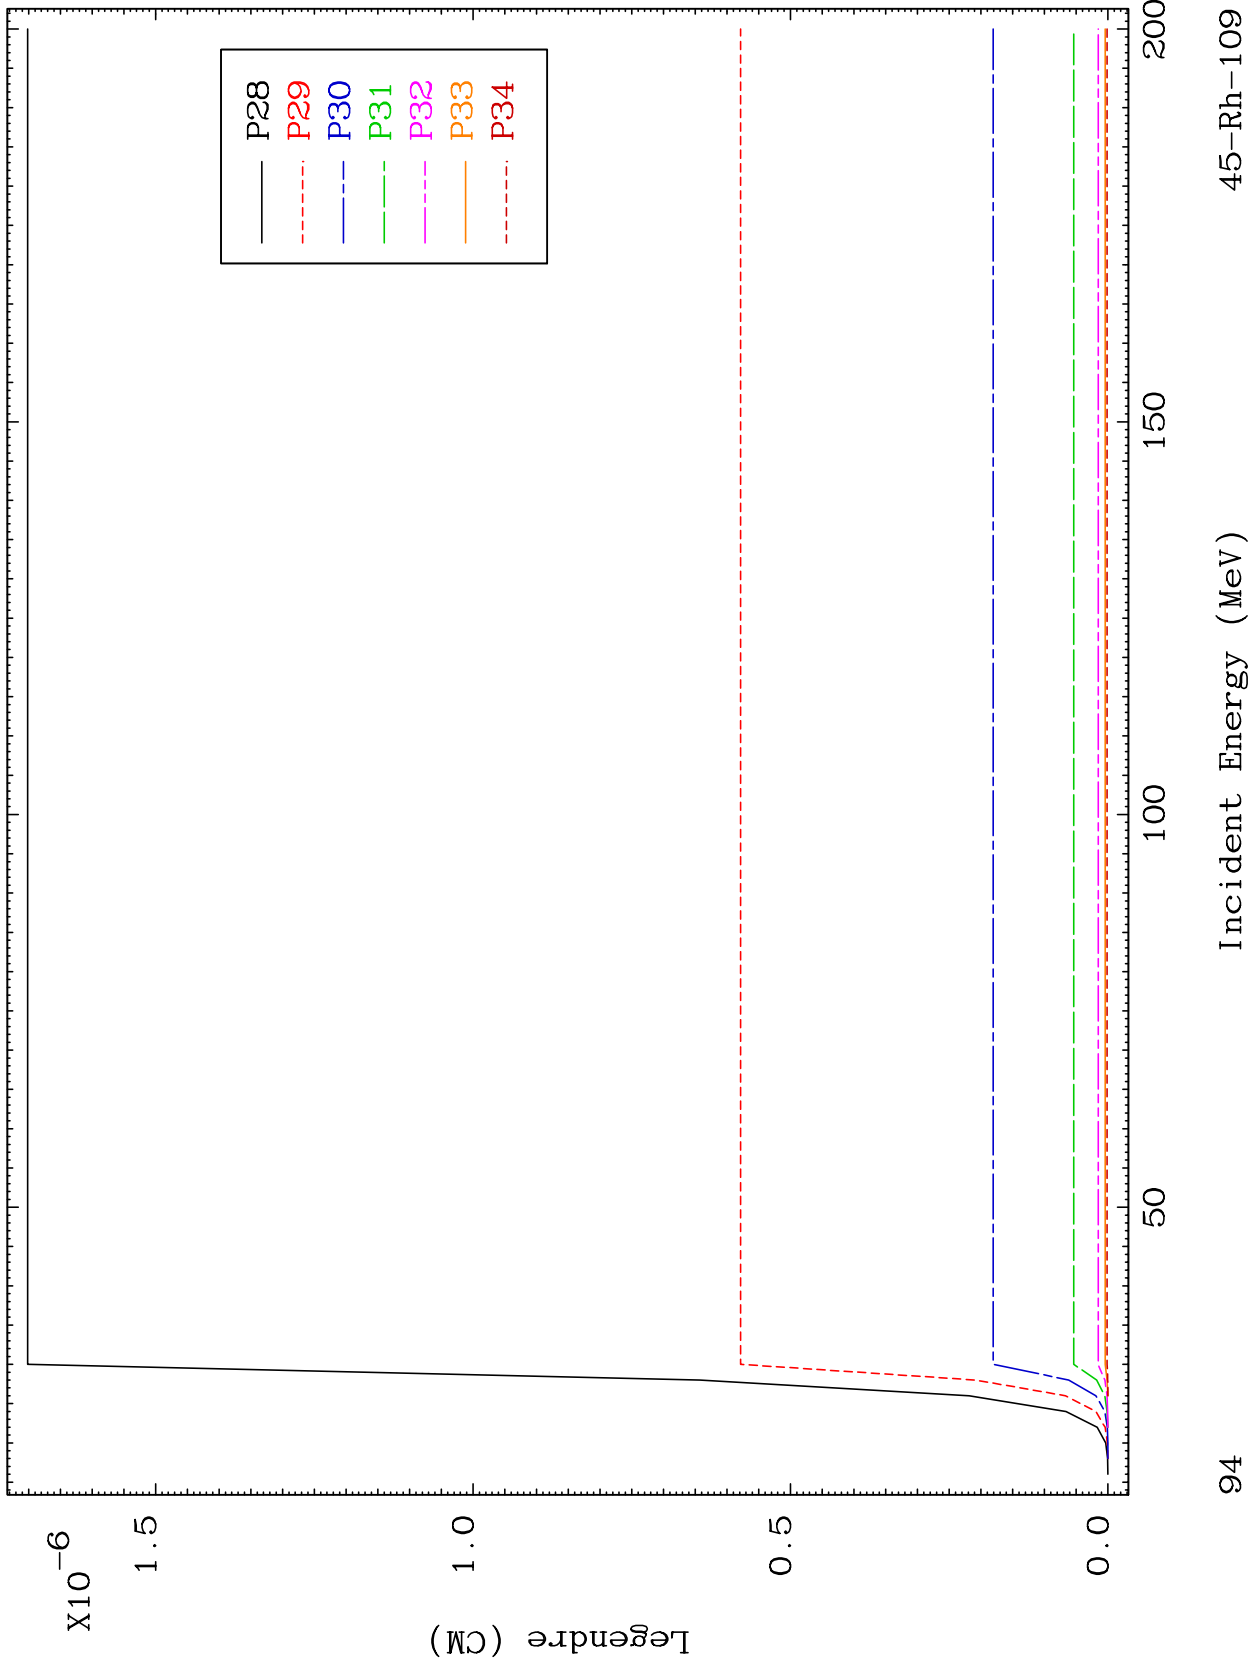 X10-6
1.5
1.0
0.5
0.0
Legendre (CM)
P28
P29
P30
P31
P32
P33
P34
50
100
150
200
Incident Energy (MeV)
94
45-Rh-109